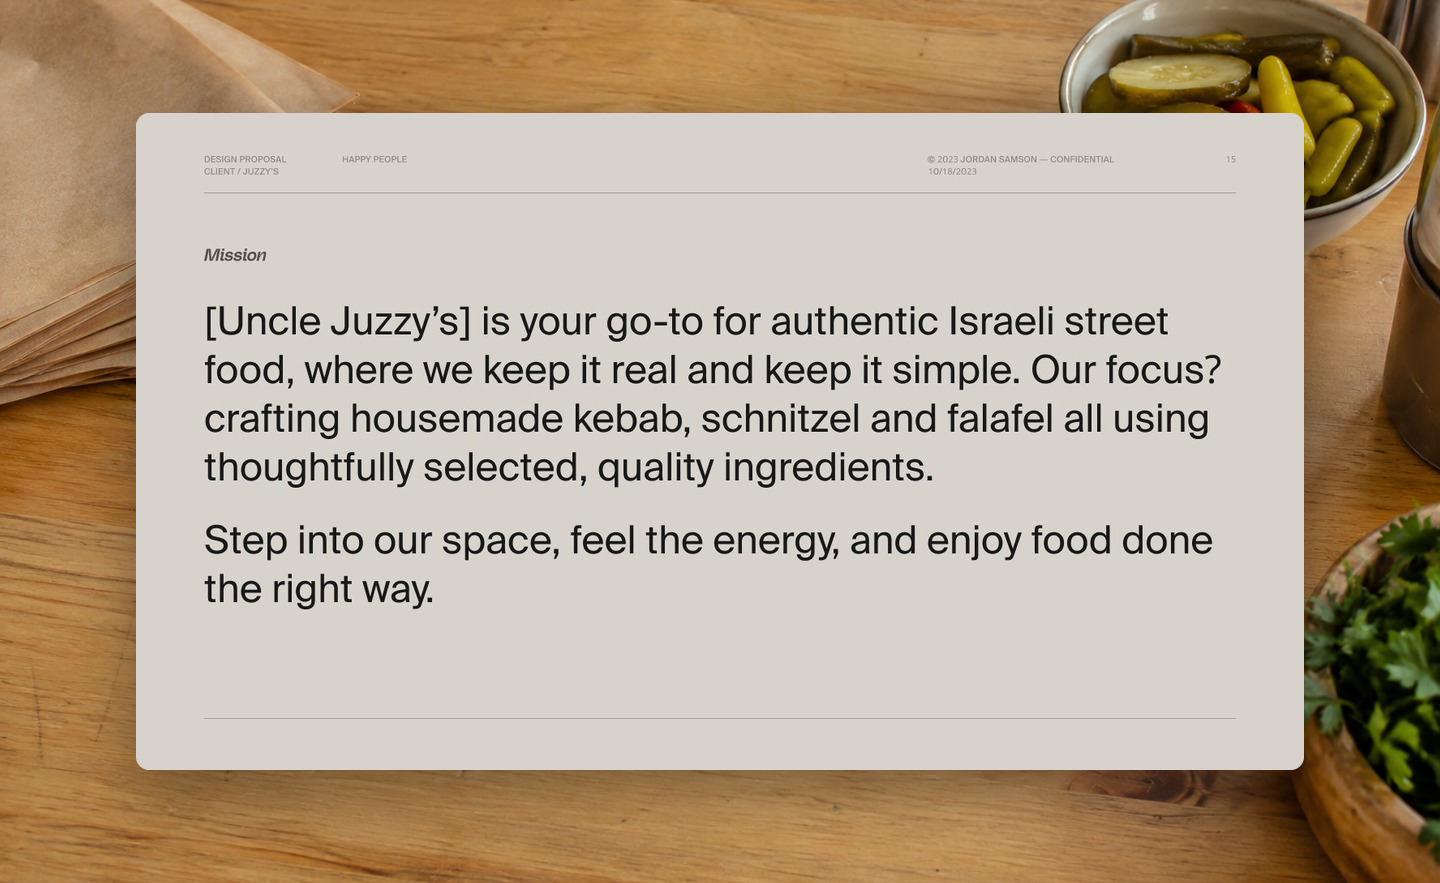 DESIGN PROPOSAL
CLIENT / JUZZY'S
HAPPY PEOPLE
© 2023 JORDAN SAMSON — CONFIDENTIAL
10/18/2023
15
Mission
[Uncle Juzzy’s] is your go-to for authentic Israeli street
food, where we keep it real and keep it simple. Our focus?
crafting housemade kebab, schnitzel and falafel all using
thoughtfully selected, quality ingredients.
Step into our space, feel the energy, and enjoy food done
the right way.